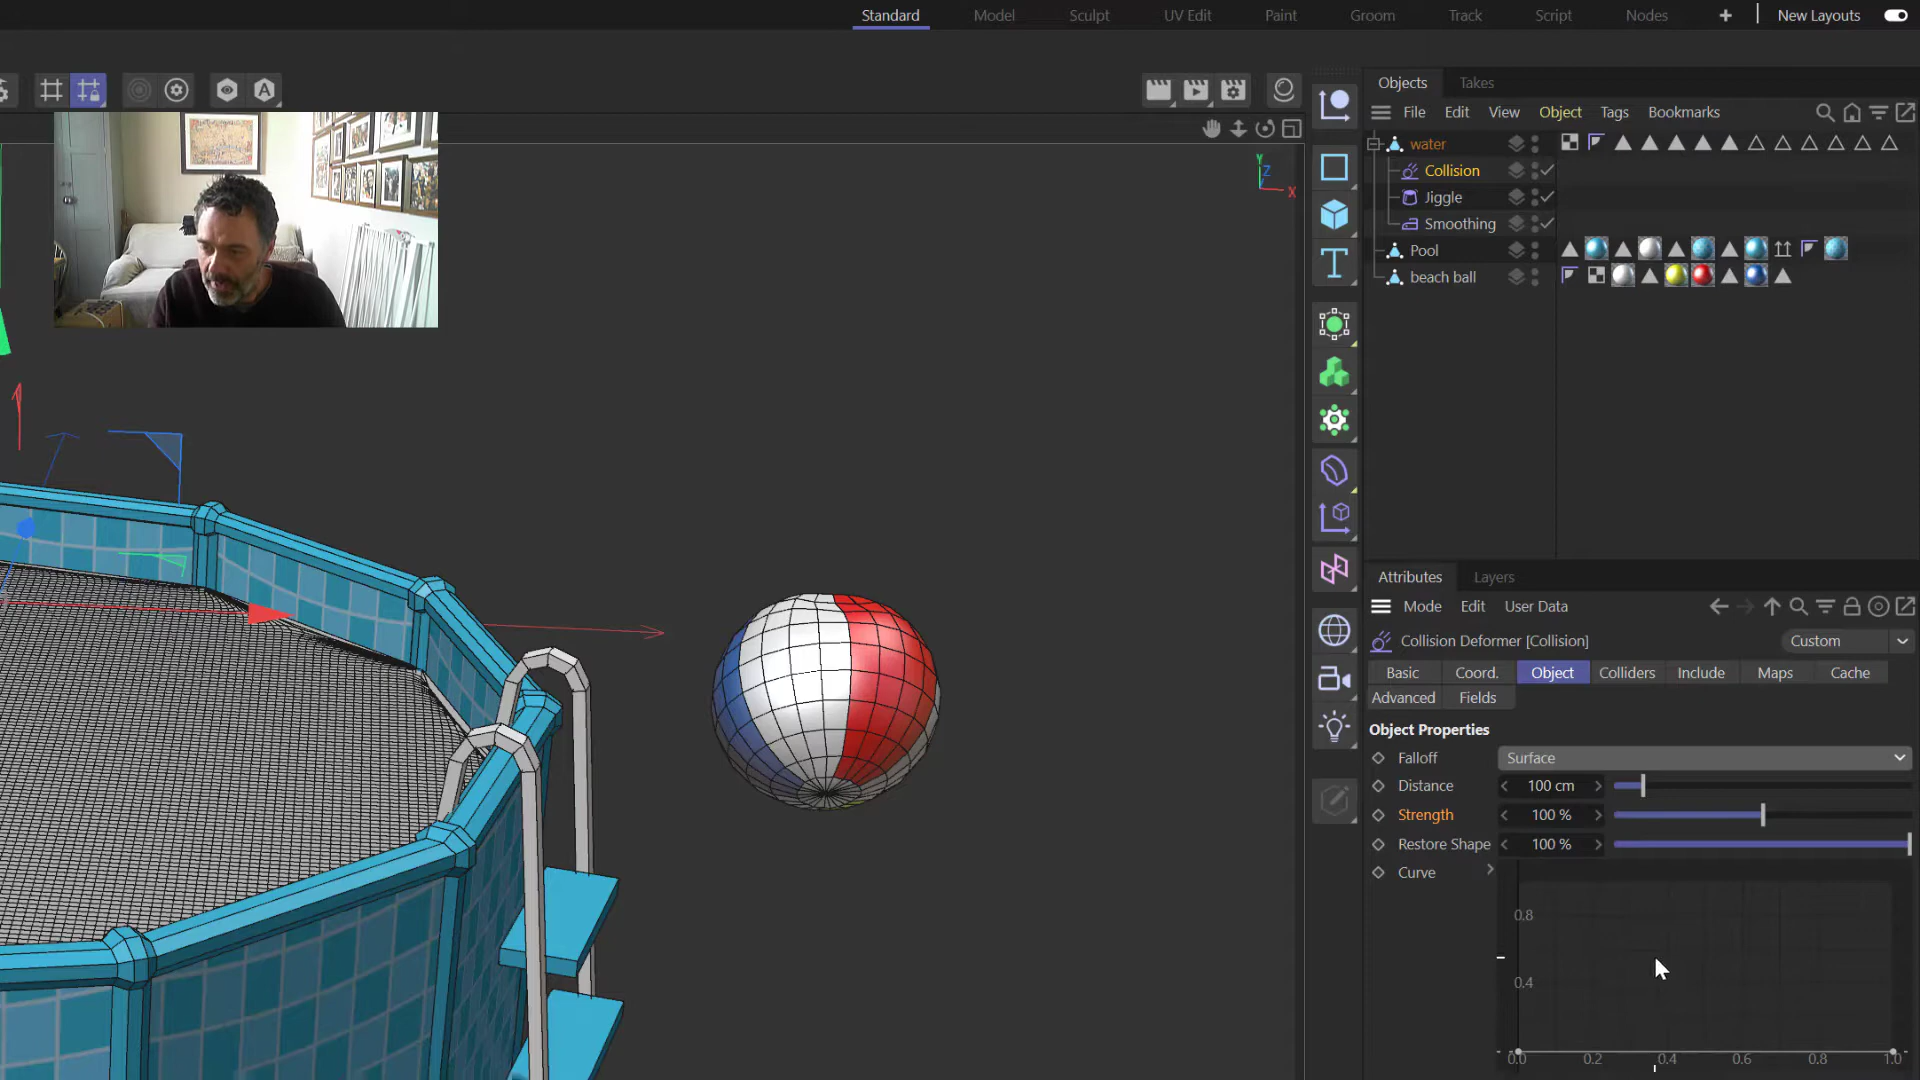 Standard Model Sculpt UV Edit Paint Groom Track Script Nodes New Layouts
Objects Takes
File Edit View Object Tags Bookmarks
water
Collision
Jiggle
Smoothing
Pool
beach ball
Y
Z
X
Attributes Layers
Mode Edit User Data
Collision Deformer [Collision] Custom
Basic Coord. Object Colliders Include Maps Cache
Advanced Fields
Object Properties
Falloff Surface
Distance 100 cm
Strength 100 %
Restore Shape 100 %
Curve
0.8
0.4
0.0 0.2 0.4 0.6 0.8 1.0